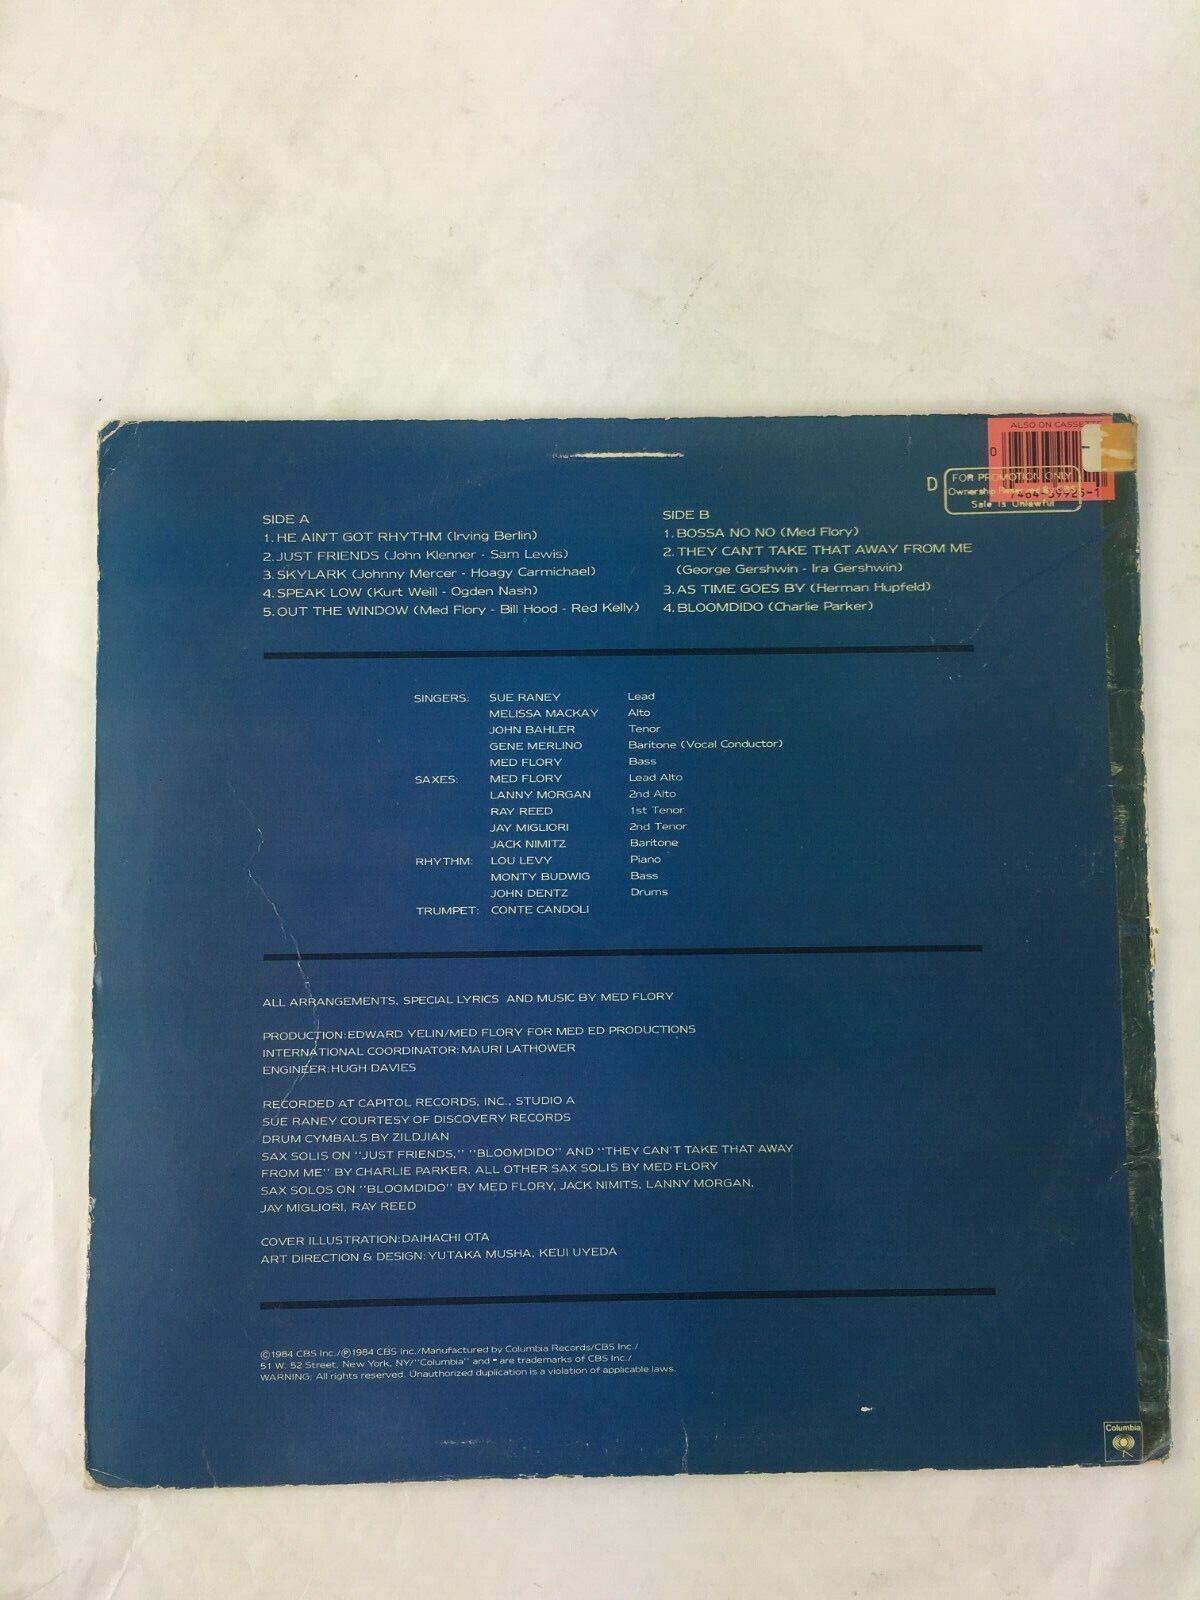 ALSO ON CASSETTE
0
D
FOR PROMOTION ONLY
Ownership CBS
Sale is Unlawful
SIDE A
1. HE AIN'T GOT RHYTHM (Irving Berlin)
2. JUST FRIENDS (John Klenner - Sam Lewis)
3. SKYLARK (Johnny Mercer - Hoagy Carmichael)
4. SPEAK LOW (Kurt Weill - Ogden Nash)
5. OUT THE WINDOW (Med Flory - Bill Hood - Red Kelly)
SIDE B
1. BOSSA NO NO (Med Flory)
2. THEY CAN'T TAKE THAT AWAY FROM ME
(George Gershwin - Ira Gershwin)
3. AS TIME GOES BY (Herman Hupfeld)
4. BLOOMDIDO (Charlie Parker)
SINGERS: SUE RANEY Lead
MELISSA MACKAY Alto
JOHN BAHLER Tenor
GENE MERLINO Baritone (Vocal Conductor)
MED FLORY Bass
SAXES: MED FLORY Lead Alto
LANNY MORGAN 2nd Alto
RAY REED 1st Tenor
JAY MIGLIORI 2nd Tenor
JACK NIMITZ Baritone
RHYTHM: LOU LEVY Piano
MONTY BUDWIG Bass
JOHN DENTZ Drums
TRUMPET: CONTE CANDOLI
ALL ARRANGEMENTS, SPECIAL LYRICS AND MUSIC BY MED FLORY
PRODUCTION: EDWARD YELIN/MED FLORY FOR MED ED PRODUCTIONS
INTERNATIONAL COORDINATOR: MAURI LATHOWER
ENGINEER: HUGH DAVIES
RECORDED AT CAPITOL RECORDS, INC., STUDIO A
SUE RANEY COURTESY OF DISCOVERY RECORDS
DRUM CYMBALS BY ZILDJIAN
SAX SOLIS ON "JUST FRIENDS," "BLOOMDIDO" AND "THEY CAN'T TAKE THAT AWAY
FROM ME" BY CHARLIE PARKER, ALL OTHER SAX SOLIS BY MED FLORY
SAX SOLOS ON "BLOOMDIDO" BY MED FLORY, JACK NIMITS, LANNY MORGAN,
JAY MIGLIORI, RAY REED
COVER ILLUSTRATION: DAIHACHI OTA
ART DIRECTION & DESIGN: YUTAKA MUSHA, KEIJI UYEDA
©1984 CBS Inc./℗1984 CBS Inc./Manufactured by Columbia Records/CBS Inc./
51 W. 52 Street, New York, NY/"Columbia" and are trademarks of CBS Inc./
WARNING: All rights reserved. Unauthorized duplication is a violation of applicable laws.
Columbia